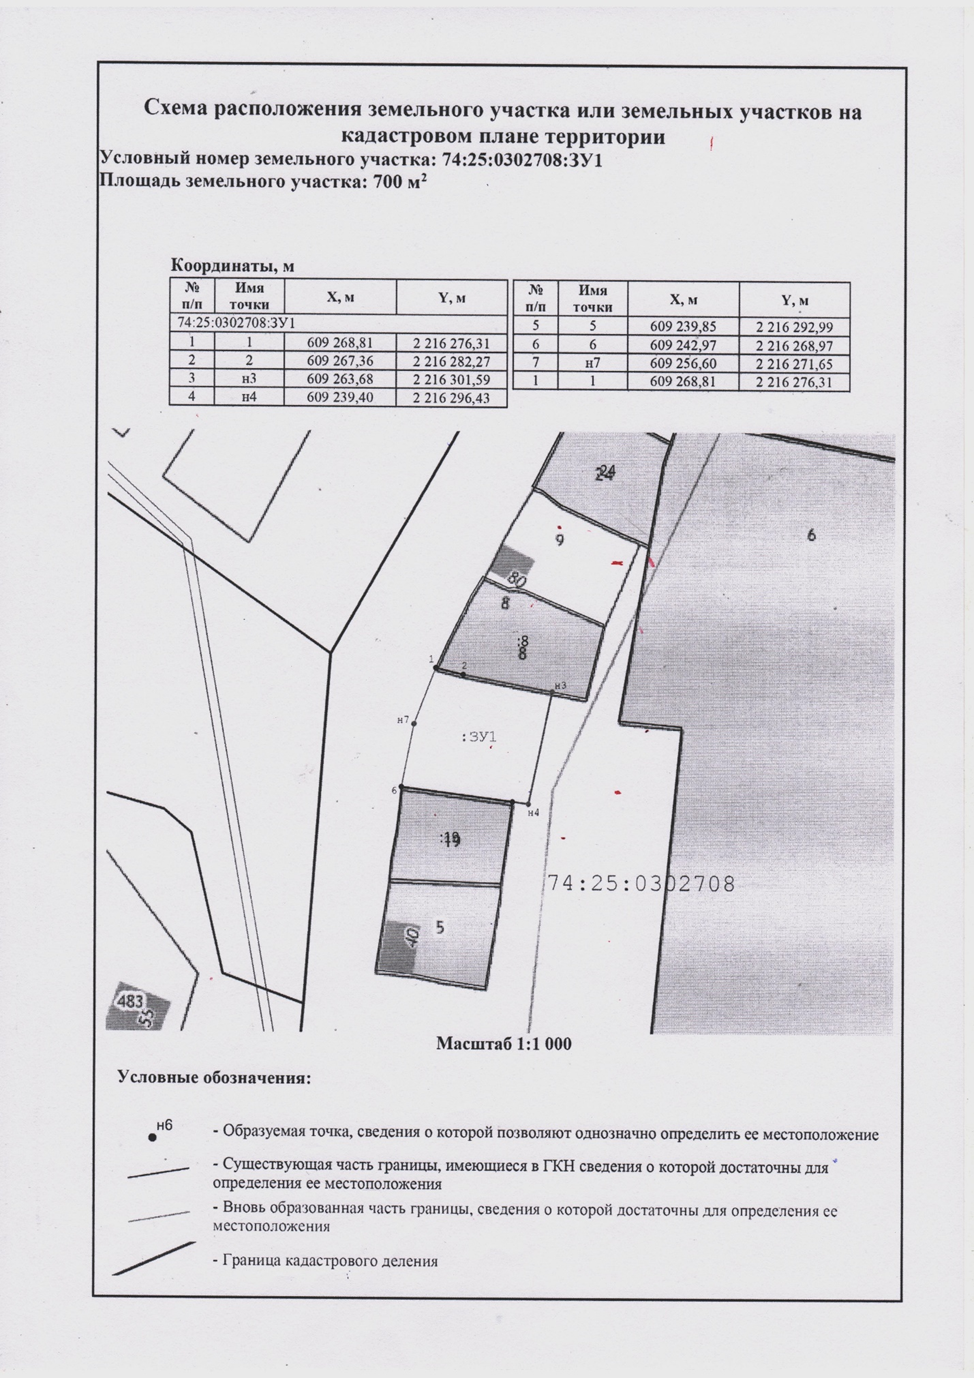 Схема расположения земельного участка или земельных участков на
кадастровом плане территории
Условный номер земельного участка: 74:25:0302708:ЗУ1
Площадь земельного участка: 700 м²
Координаты, м
№ п/п Имя точки X, м Y, м
74:25:0302708:ЗУ1
1 1 609 268,81 2 216 276,31
2 2 609 267,36 2 216 282,27
3 н3 609 263,68 2 216 301,59
4 н4 609 239,40 2 216 296,43
№ п/п Имя точки X, м Y, м
5 5 609 239,85 2 216 292,99
6 6 609 242,97 2 216 268,97
7 н7 609 256,60 2 216 271,65
1 1 609 268,81 2 216 276,31
24
9
6
80
8
:8
8
1
2
н3
н7
:ЗУ1
6
н4
:19
19
74:25:0302708
5
40
483
55
Масштаб 1:1 000
Условные обозначения:
н6
- Образуемая точка, сведения о которой позволяют однозначно определить ее местоположение
- Существующая часть границы, имеющиеся в ГКН сведения о которой достаточны для
определения ее местоположения
- Вновь образованная часть границы, сведения о которой достаточны для определения ее
местоположения
- Граница кадастрового деления